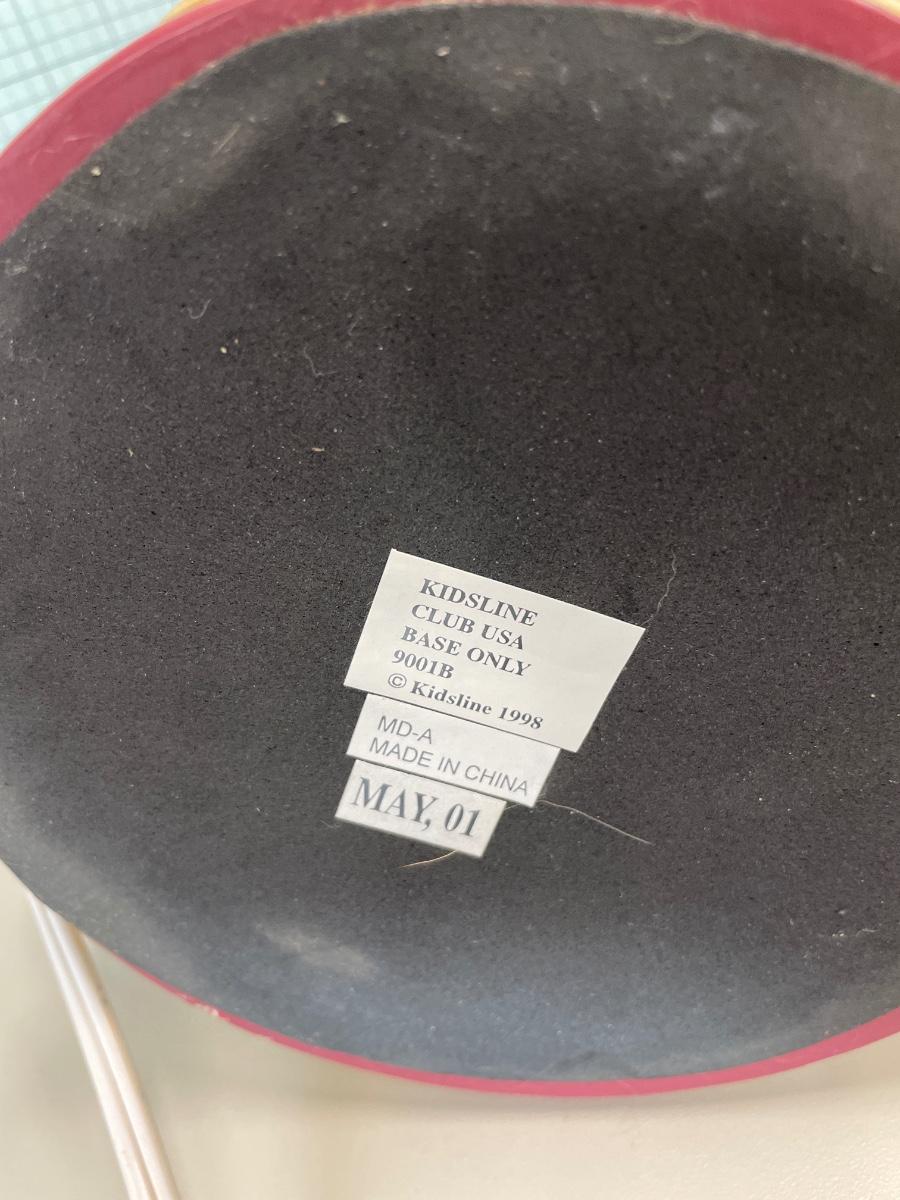 KIDSLINE
CLUB USA
BASE ONLY
9001B
© Kidsline 1998
MD-A
MADE IN CHINA
MAY, 01